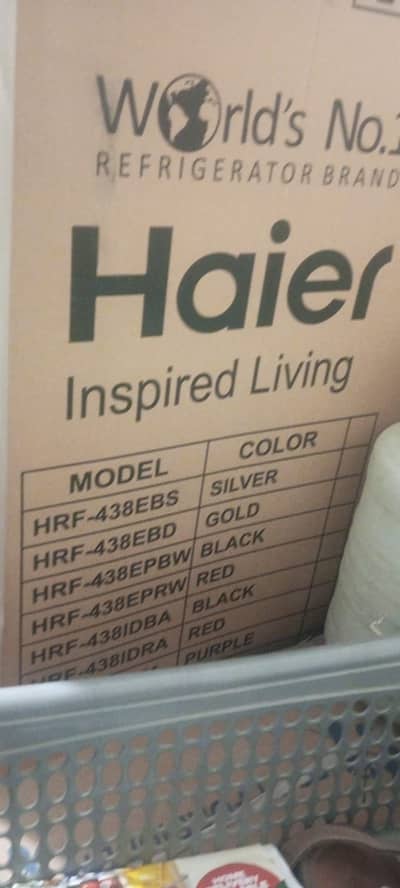 World's No.1
REFRIGERATOR BRAND
Haier
Inspired Living
MODEL COLOR
HRF-438EBS SILVER
HRF-438EBD GOLD
HRF-438EPBW BLACK
HRF-438EPRW RED
HRF-438IDBA BLACK
HRF-438IDRA RED
PURPLE